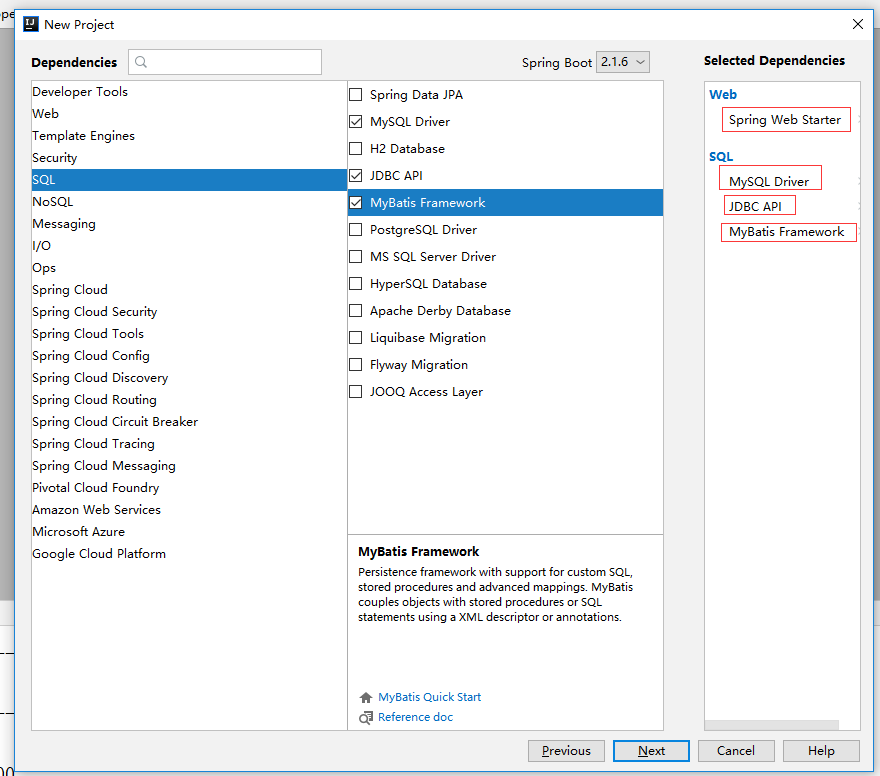 New Project
Dependencies
Spring Boot 2.1.6
Selected Dependencies
Developer Tools
Web
Template Engines
Security
SQL
NoSQL
Messaging
I/O
Ops
Spring Cloud
Spring Cloud Security
Spring Cloud Tools
Spring Cloud Config
Spring Cloud Discovery
Spring Cloud Routing
Spring Cloud Circuit Breaker
Spring Cloud Tracing
Spring Cloud Messaging
Pivotal Cloud Foundry
Amazon Web Services
Microsoft Azure
Google Cloud Platform
Spring Data JPA
MySQL Driver
H2 Database
JDBC API
MyBatis Framework
PostgreSQL Driver
MS SQL Server Driver
HyperSQL Database
Apache Derby Database
Liquibase Migration
Flyway Migration
JOOQ Access Layer
MyBatis Framework
Persistence framework with support for custom SQL,
stored procedures and advanced mappings. MyBatis
couples objects with stored procedures or SQL
statements using a XML descriptor or annotations.
MyBatis Quick Start
Reference doc
Web
Spring Web Starter
SQL
MySQL Driver
JDBC API
MyBatis Framework
Previous
Next
Cancel
Help